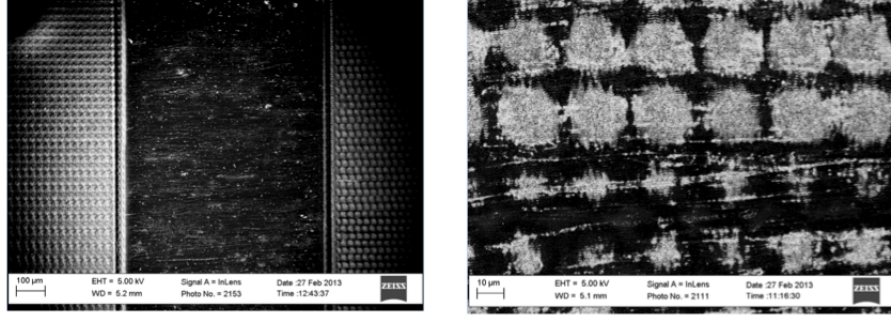 100 µm
EHT = 5.00 kV
WD = 5.2 mm
Signal A = InLens
Photo No. = 2153
Date :27 Feb 2013
Time :12:43:37
ZEISS
10 µm
EHT = 5.00 kV
WD = 5.1 mm
Signal A = InLens
Photo No. = 2111
Date :27 Feb 2013
Time :11:16:30
ZEISS